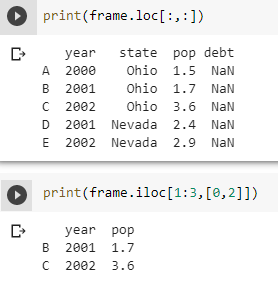 print(frame.loc[:,:])
year state pop debt
A 2000 Ohio 1.5 NaN
B 2001 Ohio 1.7 NaN
C 2002 Ohio 3.6 NaN
D 2001 Nevada 2.4 NaN
E 2002 Nevada 2.9 NaN
print(frame.iloc[1:3,[0,2]])
year pop
B 2001 1.7
C 2002 3.6